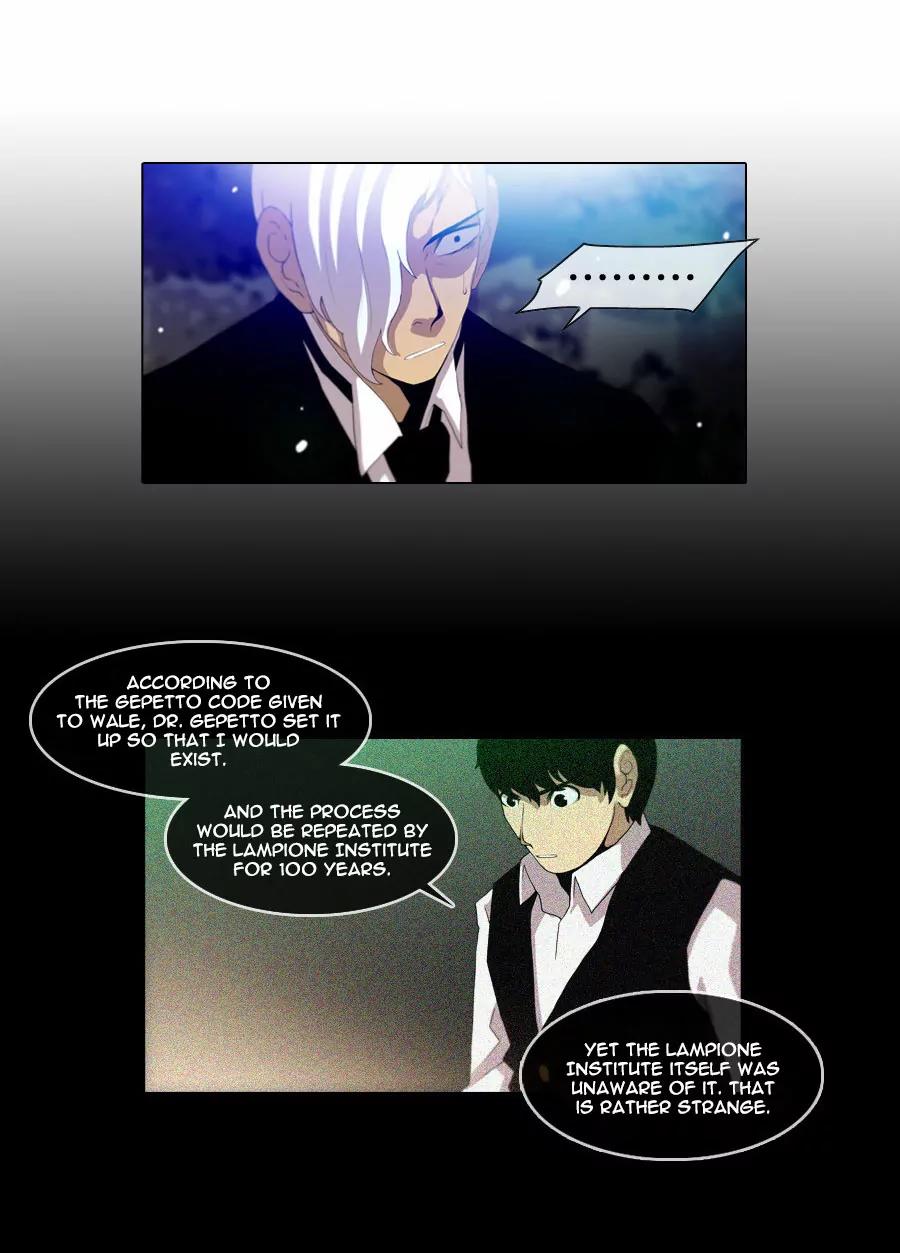 .........
ACCORDING TO
THE GEPETTO CODE GIVEN
TO WALE, DR. GEPETTO SET IT
UP SO THAT I WOULD
EXIST.
AND THE PROCESS
WOULD BE REPEATED BY
THE LAMPIONE INSTITUTE
FOR 100 YEARS.
YET THE LAMPIONE
INSTITUTE ITSELF WAS
UNAWARE OF IT. THAT
IS RATHER STRANGE.